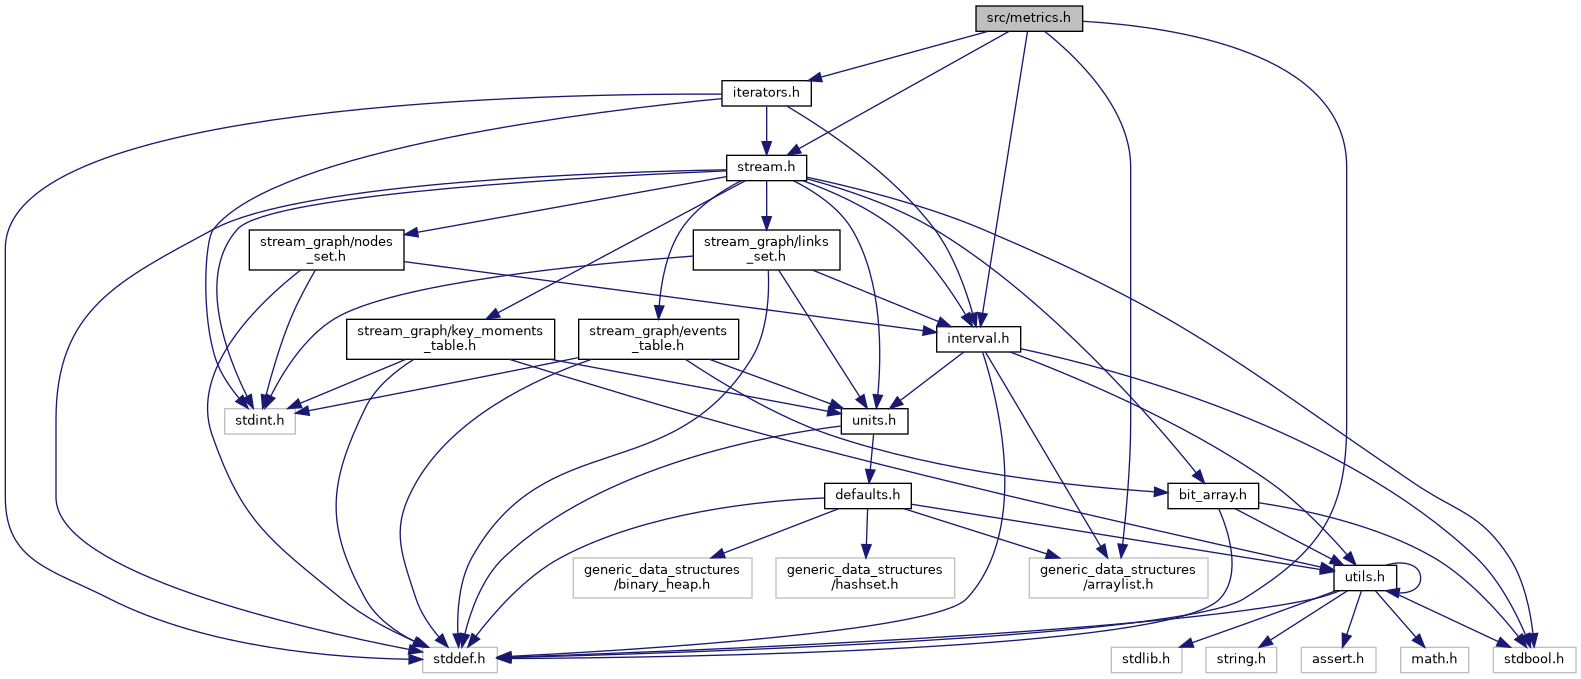 src/metrics.h
iterators.h
stream.h
stream_graph/nodes
_set.h
stream_graph/links
_set.h
stream_graph/key_moments
_table.h
stream_graph/events
_table.h
interval.h
stdint.h
units.h
defaults.h
bit_array.h
generic_data_structures
/binary_heap.h
generic_data_structures
/hashset.h
generic_data_structures
/arraylist.h
utils.h
stddef.h
stdlib.h
string.h
assert.h
math.h
stdbool.h